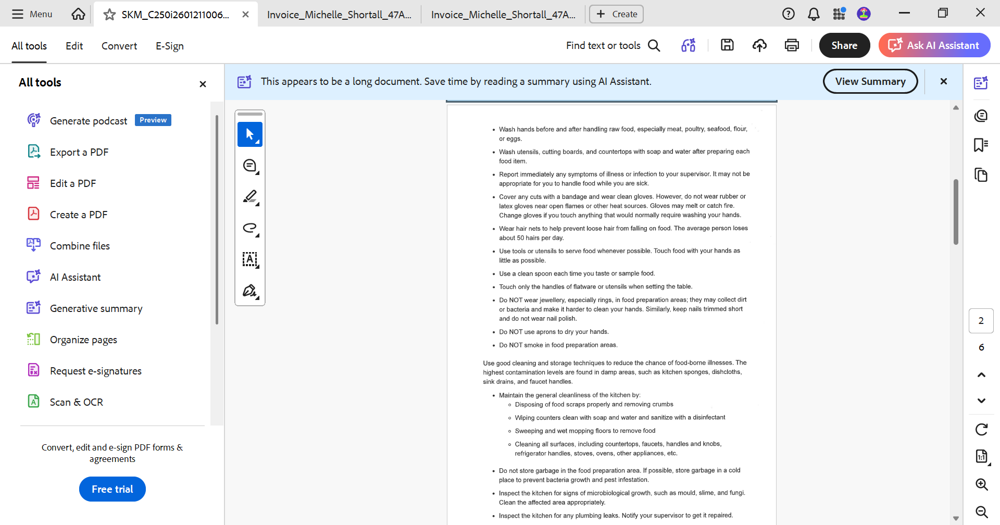 Menu
SKM_C250i2601211006...
Invoice_Michelle_Shortall_47A...
Invoice_Michelle_Shortall_47A...
Create
All tools
Edit
Convert
E-Sign
Find text or tools
Share
Ask AI Assistant
All tools
This appears to be a long document. Save time by reading a summary using AI Assistant.
View Summary
Generate podcast
Preview
Export a PDF
Edit a PDF
Create a PDF
Combine files
AI Assistant
Generative summary
Organize pages
Request e-signatures
Scan & OCR
Convert, edit and e-sign PDF forms &
agreements
Free trial
• Wash hands before and after handling raw food, especially meat, poultry, seafood, flour,
or eggs.
• Wash utensils, cutting boards, and countertops with soap and water after preparing each
food item.
• Report immediately any symptoms of illness or infection to your supervisor. It may not be
appropriate for you to handle food while you are sick.
• Cover any cuts with a bandage and wear clean gloves. However, do not wear rubber or
latex gloves near open flames or other heat sources. Gloves may melt or catch fire.
Change gloves if you touch anything that would normally require washing your hands.
• Wear hair nets to help prevent loose hair from falling on food. The average person loses
about 50 hairs per day.
• Use tools or utensils to serve food whenever possible. Touch food with your hands as
little as possible.
• Use a clean spoon each time you taste or sample food.
• Touch only the handles of flatware or utensils when setting the table.
• Do NOT wear jewellery, especially rings, in food preparation areas; they may collect dirt
or bacteria and make it harder to clean your hands. Similarly, keep nails trimmed short
and do not wear nail polish.
• Do NOT use aprons to dry your hands.
• Do NOT smoke in food preparation areas.
Use good cleaning and storage techniques to reduce the chance of food-borne illnesses. The
highest contamination levels are found in damp areas, such as kitchen sponges, dishcloths,
sink drains, and faucet handles.
• Maintain the general cleanliness of the kitchen by:
○ Disposing of food scraps properly and removing crumbs
○ Wiping counters clean with soap and water and sanitize with a disinfectant
○ Sweeping and wet mopping floors to remove food
○ Cleaning all surfaces, including countertops, faucets, handles and knobs,
refrigerator handles, stoves, ovens, other appliances, etc.
• Do not store garbage in the food preparation area. If possible, store garbage in a cold
place to prevent bacteria growth and pest infestation.
• Inspect the kitchen for signs of microbiological growth, such as mould, slime, and fungi.
Clean the affected area appropriately.
• Inspect the kitchen for any plumbing leaks. Notify your supervisor to get it repaired.
2
6
1:1